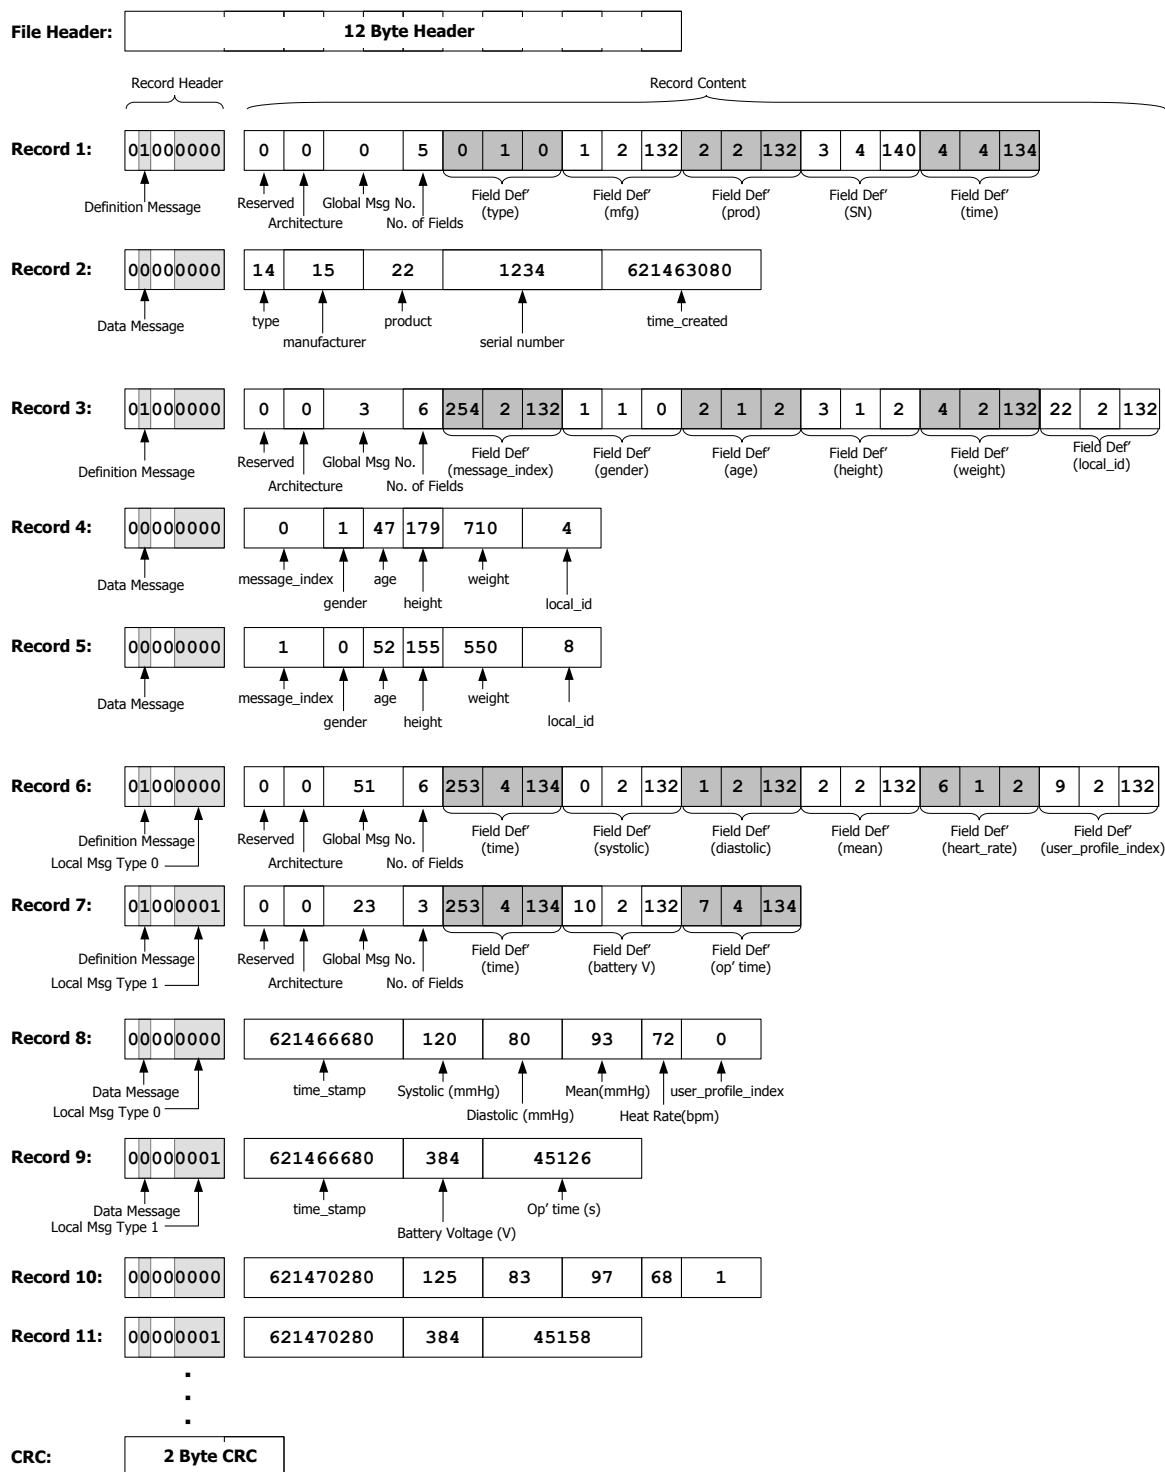 File Header: 12 Byte Header
Record Header Record Content
Record 1: 01000000 0 0 0 5 0 1 0 1 2 132 2 2 132 3 4 140 4 4 134
Definition Message Reserved Global Msg No. Field Def' Field Def' Field Def' Field Def' Field Def'
Architecture No. of Fields (type) (mfg) (prod) (SN) (time)
Record 2: 00000000 14 15 22 1234 621463080
Data Message type product time_created
manufacturer serial number
Record 3: 01000000 0 0 3 6 254 2 132 1 1 0 2 1 2 3 1 2 4 2 132 22 2 132
Definition Message Reserved Global Msg No. Field Def' Field Def' Field Def' Field Def' Field Def' Field Def'
Architecture No. of Fields (message_index) (gender) (age) (height) (weight) (local_id)
Record 4: 00000000 0 1 47 179 710 4
Data Message message_index age weight
gender height local_id
Record 5: 00000000 1 0 52 155 550 8
Data Message message_index age weight
gender height local_id
Record 6: 01000000 0 0 51 6 253 4 134 0 2 132 1 2 132 2 2 132 6 1 2 9 2 132
Definition Message Reserved Global Msg No. Field Def' Field Def' Field Def' Field Def' Field Def' Field Def'
Local Msg Type 0 Architecture No. of Fields (time) (systolic) (diastolic) (mean) (heart_rate) (user_profile_index)
Record 7: 01000001 0 0 23 3 253 4 134 10 2 132 7 4 134
Definition Message Reserved Global Msg No. Field Def' Field Def' Field Def'
Local Msg Type 1 Architecture No. of Fields (time) (battery V) (op' time)
Record 8: 00000000 621466680 120 80 93 72 0
Data Message time_stamp Systolic (mmHg) Mean(mmHg) user_profile_index
Local Msg Type 0 Diastolic (mmHg) Heat Rate(bpm)
Record 9: 00000001 621466680 384 45126
Data Message time_stamp Op' time (s)
Local Msg Type 1 Battery Voltage (V)
Record 10: 00000000 621470280 125 83 97 68 1
Record 11: 00000001 621470280 384 45158
CRC: 2 Byte CRC